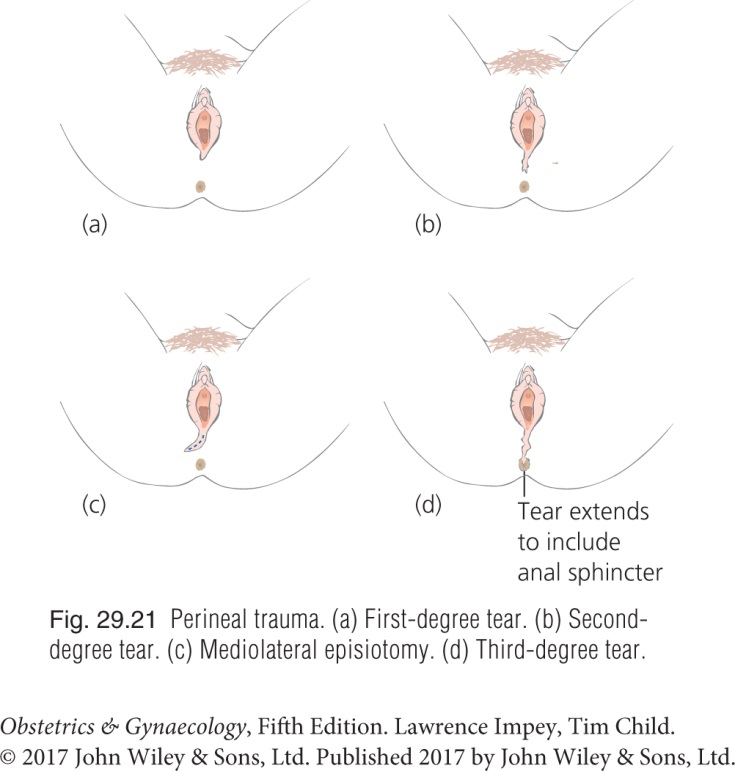 (a)
(b)
(c)
(d)
Tear extends
to include
anal sphincter
Fig. 29.21 Perineal trauma. (a) First-degree tear. (b) Second-
degree tear. (c) Mediolateral episiotomy. (d) Third-degree tear.
Obstetrics & Gynaecology, Fifth Edition. Lawrence Impey, Tim Child.
© 2017 John Wiley & Sons, Ltd. Published 2017 by John Wiley & Sons, Ltd.